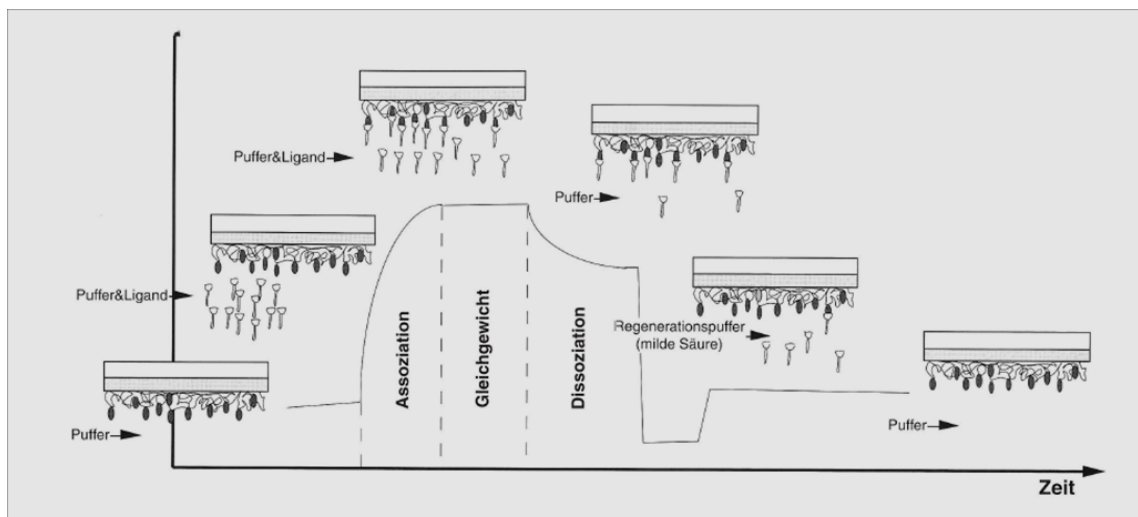 Puffer&Ligand
Puffer
Puffer&Ligand
Regenerationspuffer
(milde Säure)
Puffer
Puffer
Assoziation
Gleichgewicht
Dissoziation
Zeit